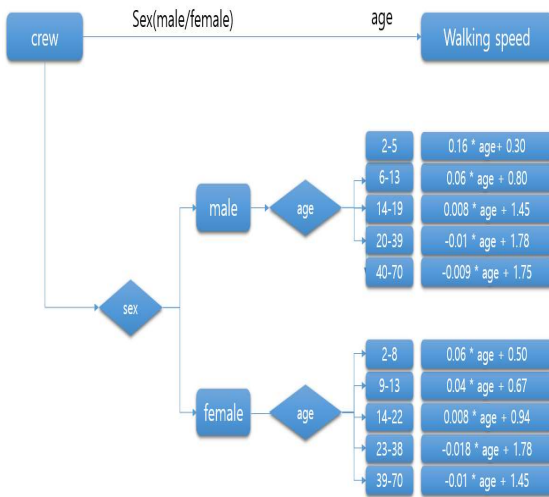 Sex(male/female) age
crew Walking speed
2-5 0.16 * age+ 0.30
6-13 0.06 * age + 0.80
male age 14-19 0.008 * age + 1.45
20-39 -0.01 * age + 1.78
40-70 -0.009 * age + 1.75
sex
2-8 0.06 * age + 0.50
9-13 0.04 * age + 0.67
female age 14-22 0.008 * age + 0.94
23-38 -0.018 * age + 1.78
39-70 -0.01 * age + 1.45